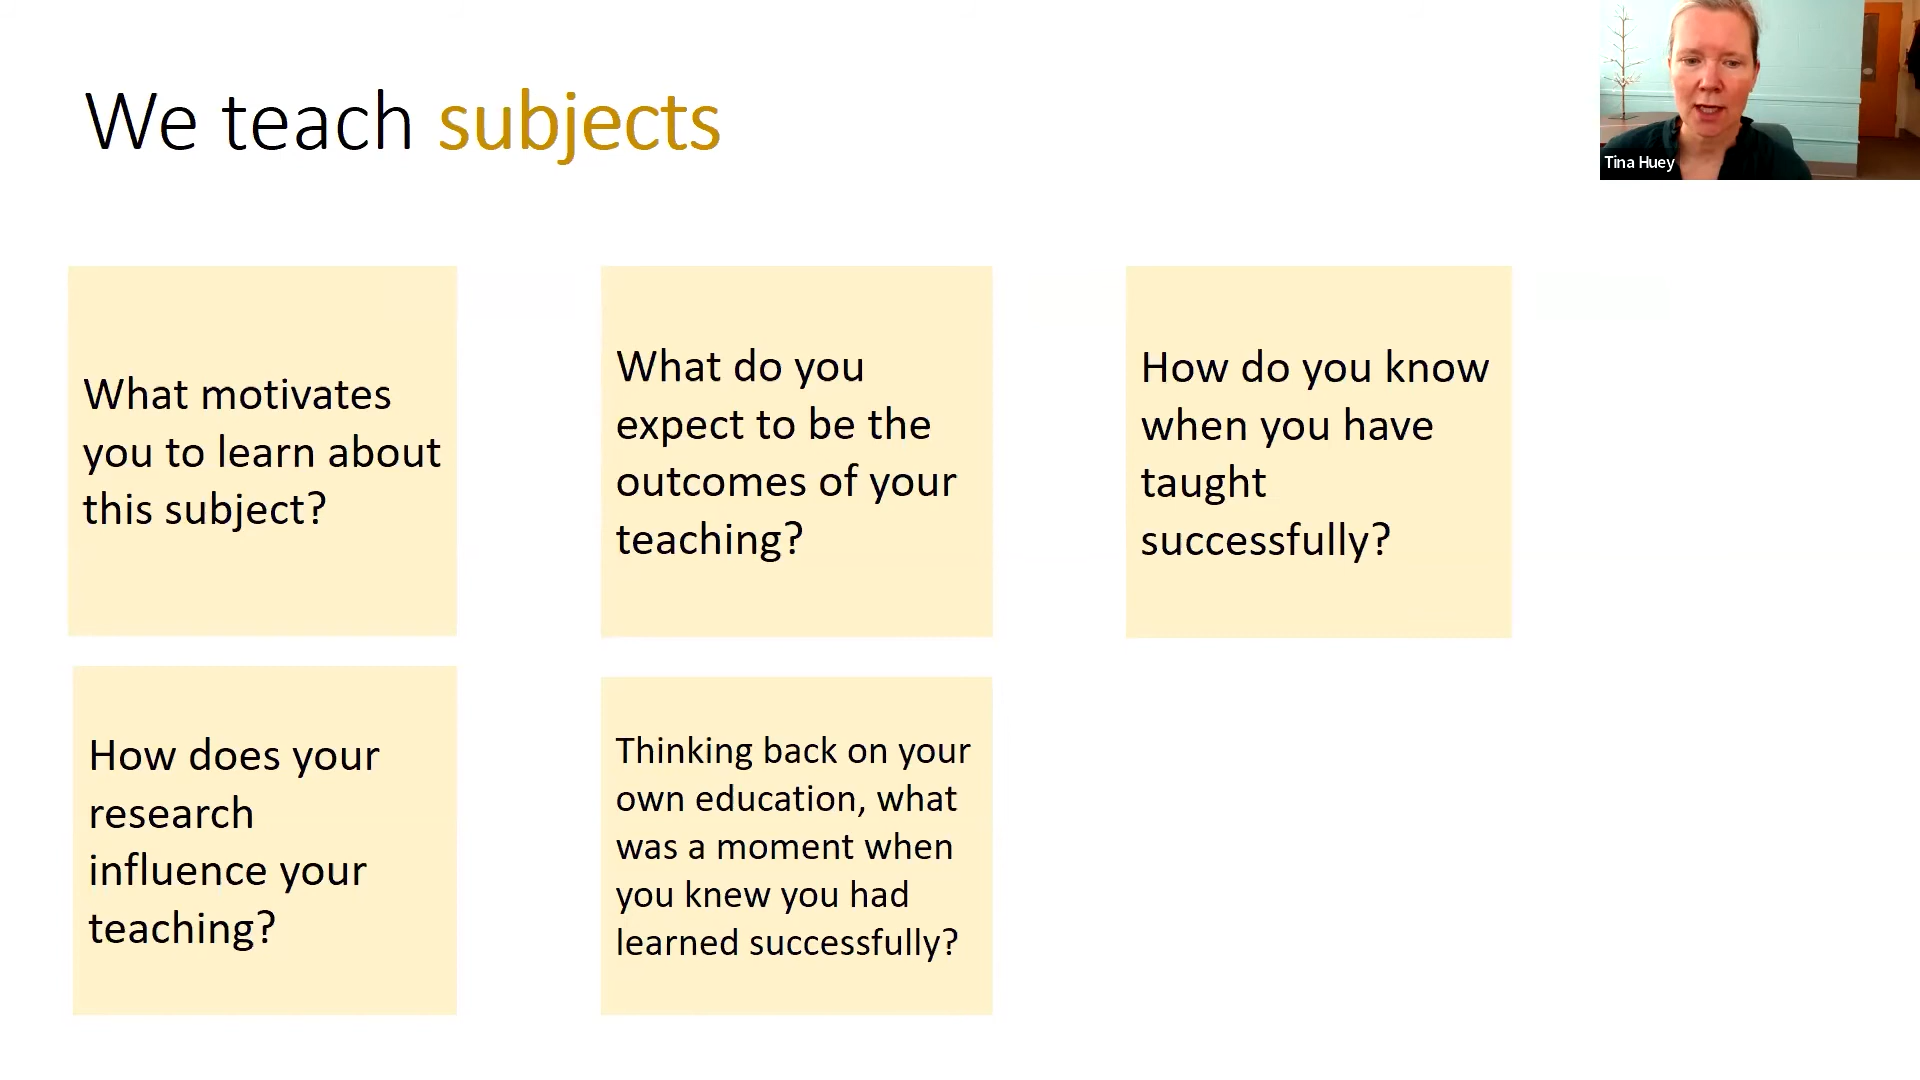 We teach subjects
Tina Huey
What motivates
you to learn about
this subject?
What do you
expect to be the
outcomes of your
teaching?
How do you know
when you have
taught
successfully?
How does your
research
influence your
teaching?
Thinking back on your
own education, what
was a moment when
you knew you had
learned successfully?